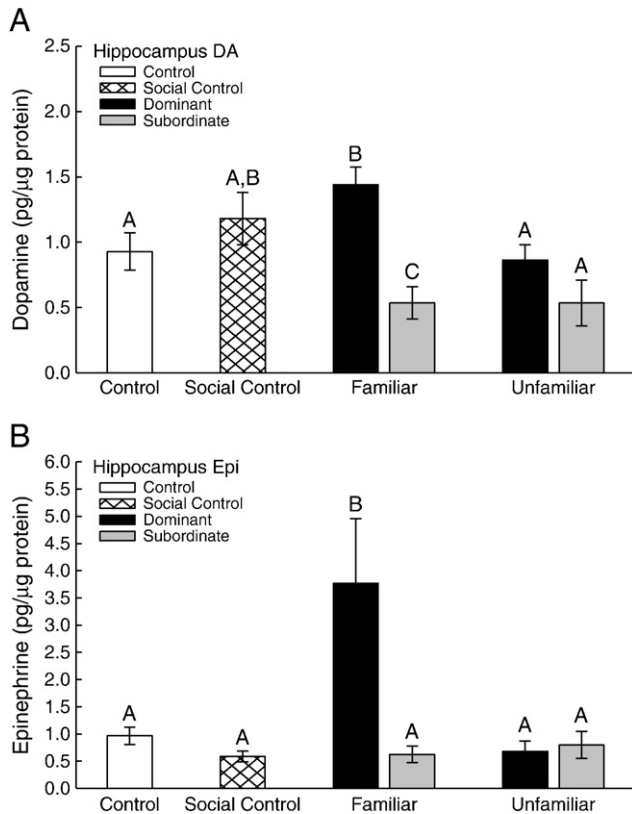 A
Hippocampus DA
Control
Social Control
Dominant
Subordinate
Dopamine (pg/μg protein)
2.5
2.0
1.5
1.0
0.5
0.0
A
A,B
B
C
A
A
Control Social Control Familiar Unfamiliar
B
Hippocampus Epi
Control
Social Control
Dominant
Subordinate
Epinephrine (pg/μg protein)
6.0
5.5
5.0
4.5
4.0
3.5
3.0
2.5
2.0
1.5
1.0
0.5
0.0
A
A
B
A
A
A
Control Social Control Familiar Unfamiliar